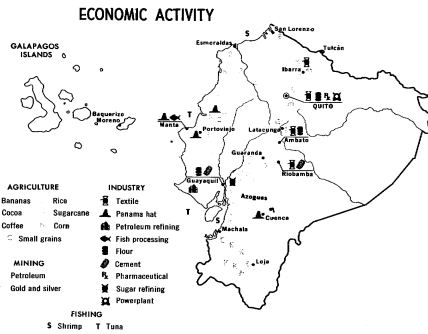 ECONOMIC ACTIVITY
GALAPAGOS
ISLANDS
Baquerizo
Moreno
S
San Lorenzo
Esmeraldas
Tulcán
Ibarra
QUITO
T
Manta
Portoviejo
Latacunga
Ambato
Guaranda
Riobamba
Guayaquil
Azogues
T
S
Cuenca
Machala
Loja
AGRICULTURE
Bananas Rice
Cocoa Sugarcane
Coffee Corn
Small grains
MINING
Petroleum
Gold and silver
INDUSTRY
Textile
Panama hat
Petroleum refining
Fish processing
Flour
Cement
Pharmaceutical
Sugar refining
Powerplant
FISHING
S Shrimp T Tuna